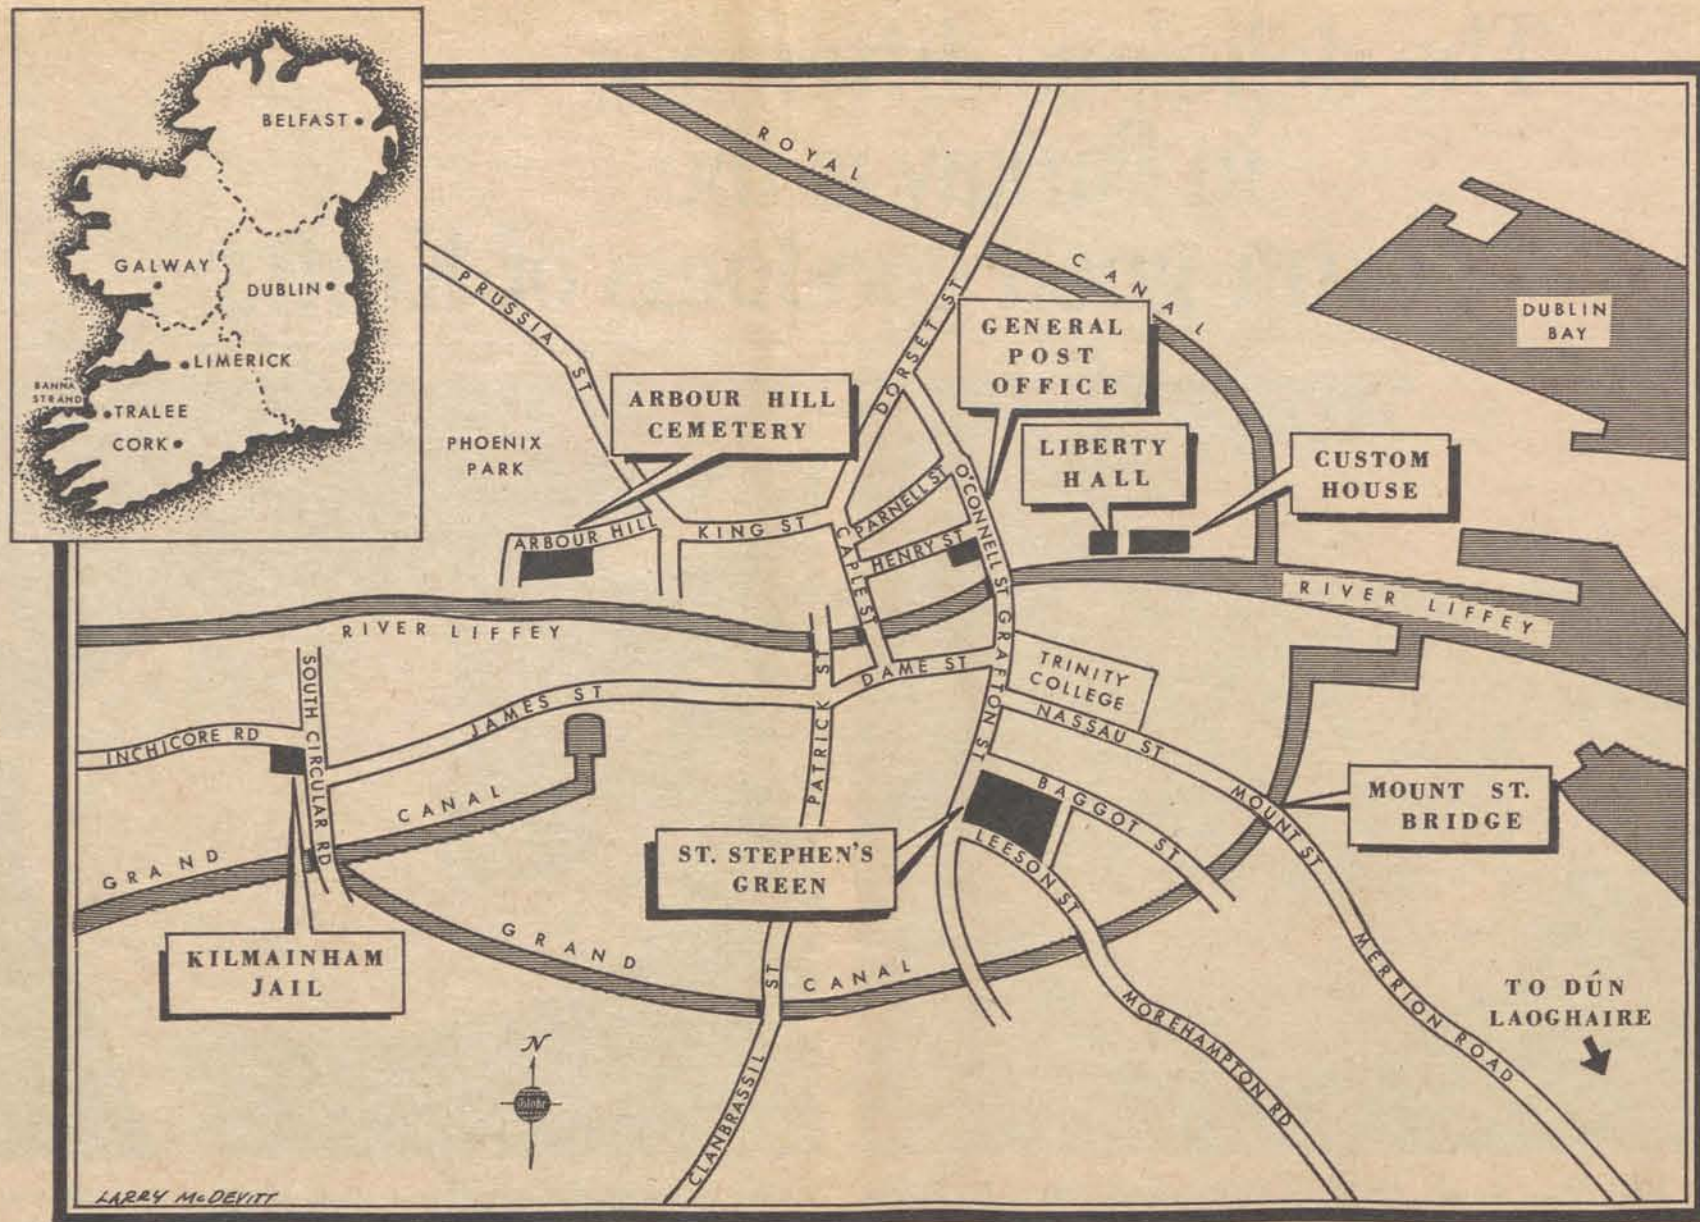 BELFAST
GALWAY
DUBLIN
LIMERICK
BANNA
STRAND
TRALEE
CORK
ROYAL CANAL
PRUSSIA ST
DORSET ST
DUBLIN
BAY
GENERAL
POST
OFFICE
ARBOUR HILL
CEMETERY
PHOENIX
PARK
LIBERTY
HALL
CUSTOM
HOUSE
O'CONNELL ST
PARNELL ST
KING ST
ARBOUR HILL
CAPLE ST
HENRY ST
RIVER LIFFEY
RIVER LIFFEY
GRAFTON ST
TRINITY
COLLEGE
DAME ST
SOUTH CIRCULAR RD
JAMES ST
PATRICK ST
NASSAU ST
INCHICORE RD
GRAND CANAL
BAGGOT ST
MOUNT ST
MOUNT ST.
BRIDGE
ST. STEPHEN'S
GREEN
LEESON ST
KILMAINHAM
JAIL
GRAND CANAL
MERRION ROAD
MOREHAMPTON RD
CLANBRASSIL ST
TO DÚN
LAOGHAIRE
N
Globe
LARRY McDEVITT